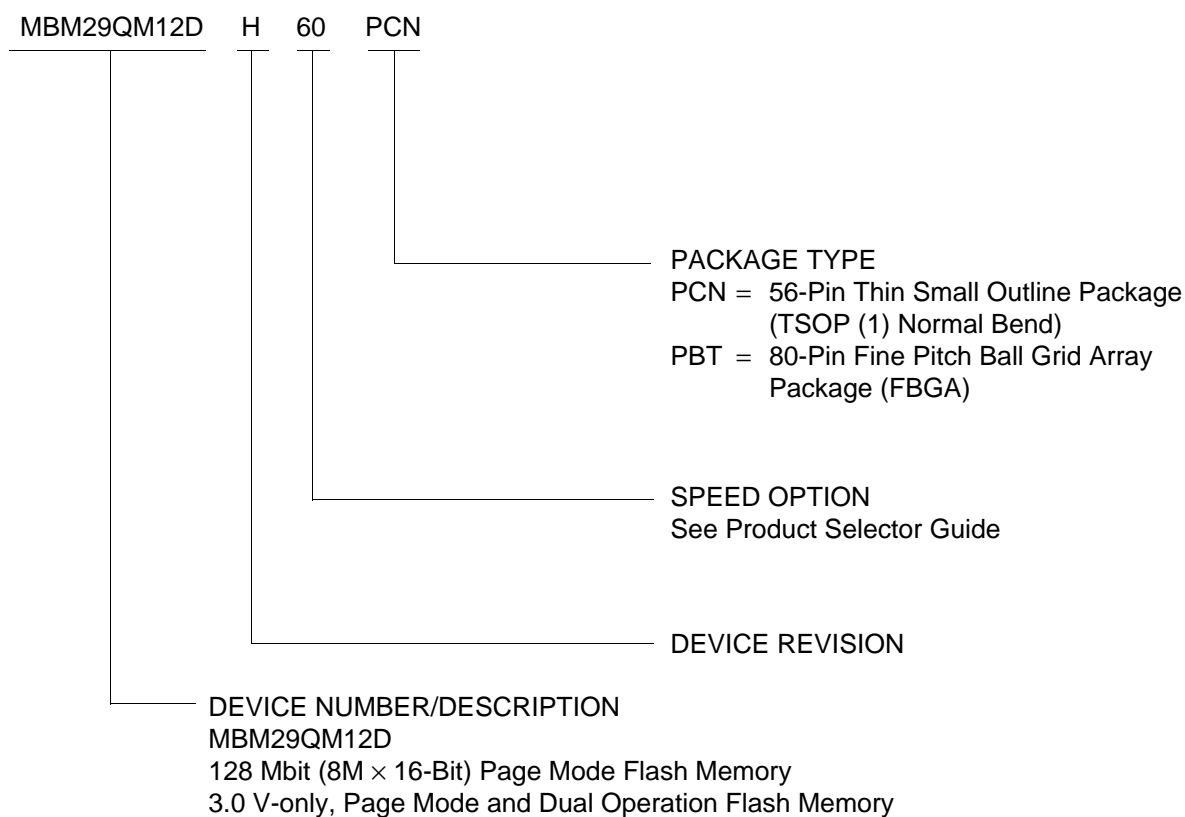 MBM29QM12D H 60 PCN
PACKAGE TYPE
PCN = 56-Pin Thin Small Outline Package
(TSOP (1) Normal Bend)
PBT = 80-Pin Fine Pitch Ball Grid Array
Package (FBGA)
SPEED OPTION
See Product Selector Guide
DEVICE REVISION
DEVICE NUMBER/DESCRIPTION
MBM29QM12D
128 Mbit (8M × 16-Bit) Page Mode Flash Memory
3.0 V-only, Page Mode and Dual Operation Flash Memory